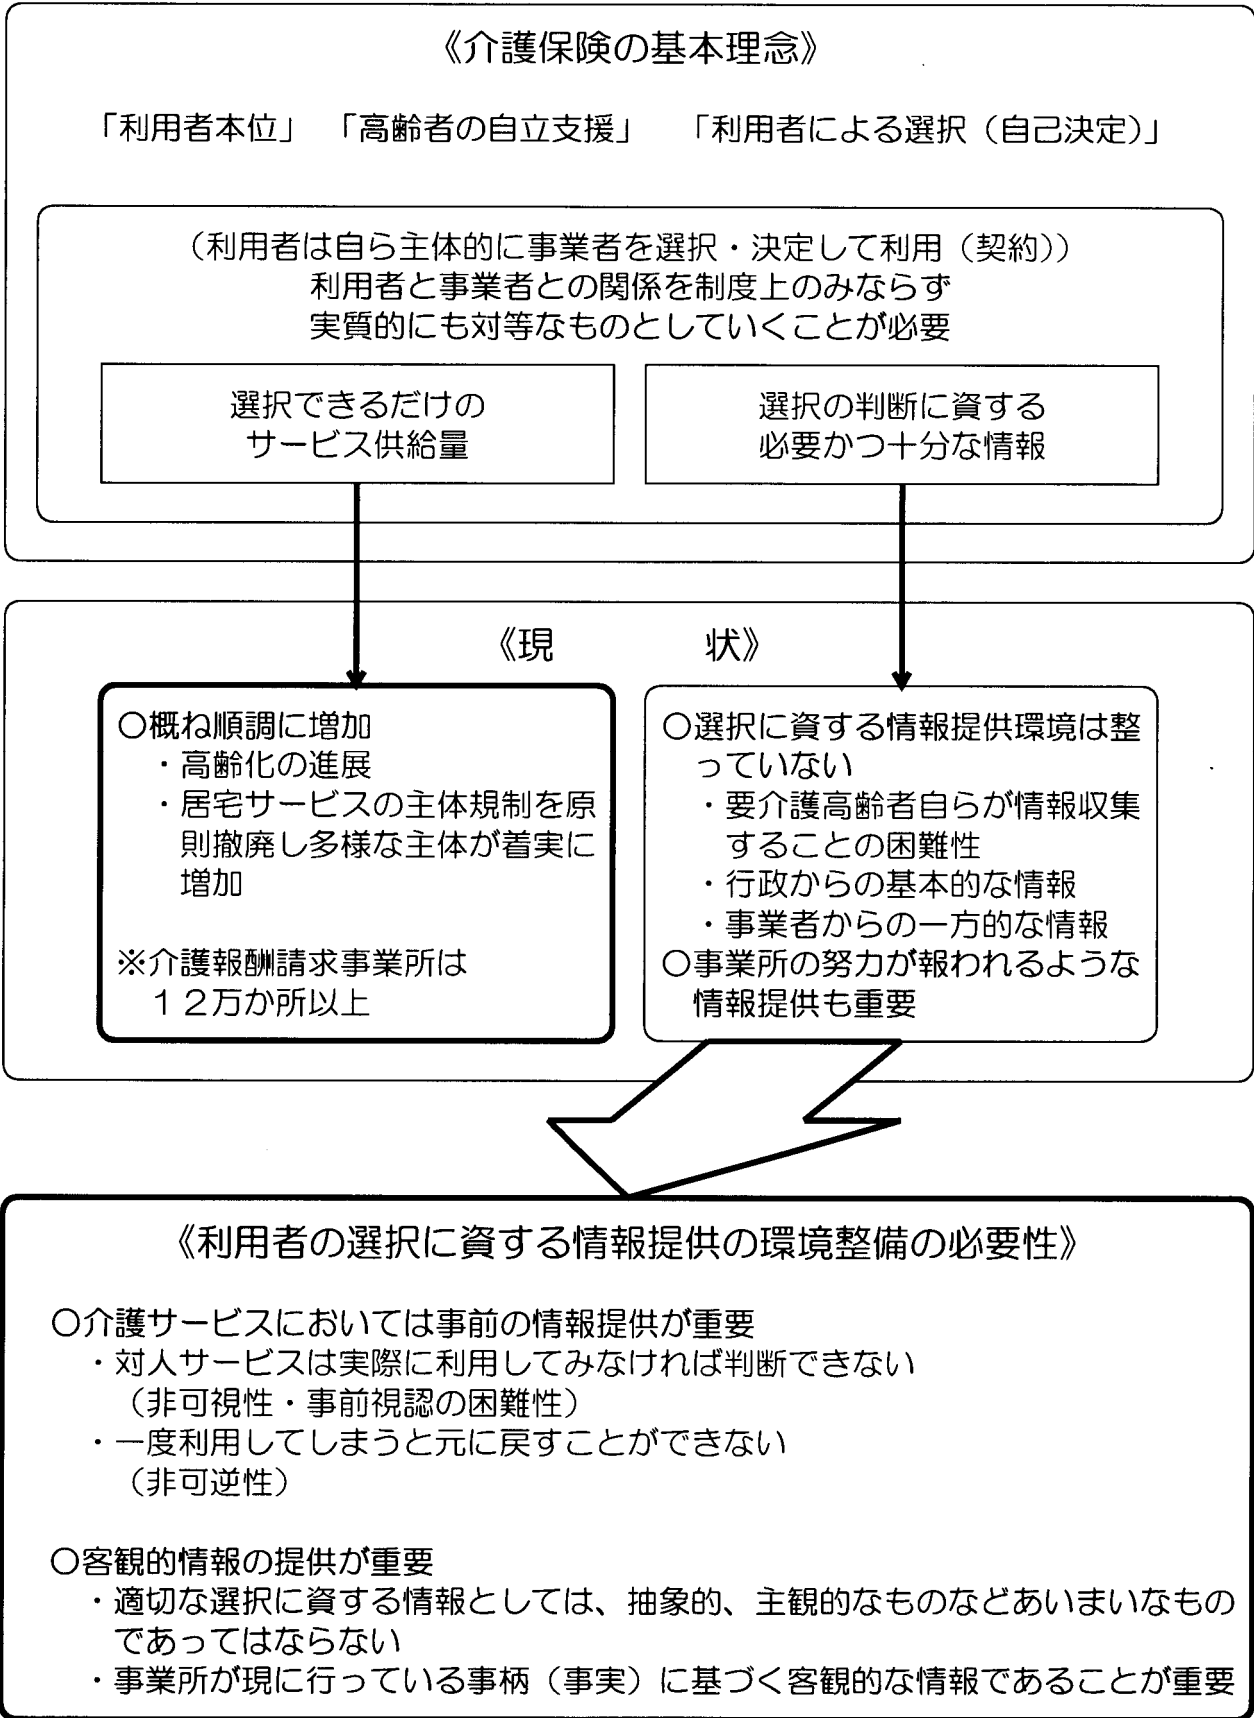 《介護保険の基本理念》
「利用者本位」 「高齢者の自立支援」 「利用者による選択（自己決定）」
（利用者は自ら主体的に事業者を選択・決定して利用（契約））
利用者と事業者との関係を制度上のみならず
実質的にも対等なものとしていくことが必要
選択できるだけの
サービス供給量
選択の判断に資する
必要かつ十分な情報
《現 状》
○概ね順調に増加
・高齢化の進展
・居宅サービスの主体規制を原
則撤廃し多様な主体が着実に
増加
※介護報酬請求事業所は
１２万か所以上
○選択に資する情報提供環境は整
っていない
・要介護高齢者自らが情報収集
することの困難性
・行政からの基本的な情報
・事業者からの一方的な情報
○事業所の努力が報われるような
情報提供も重要
《利用者の選択に資する情報提供の環境整備の必要性》
○介護サービスにおいては事前の情報提供が重要
・対人サービスは実際に利用してみなければ判断できない
（非可視性・事前視認の困難性）
・一度利用してしまうと元に戻すことができない
（非可逆性）
○客観的情報の提供が重要
・適切な選択に資する情報としては、抽象的、主観的なものなどあいまいなもの
であってはならない
・事業所が現に行っている事柄（事実）に基づく客観的な情報であることが重要